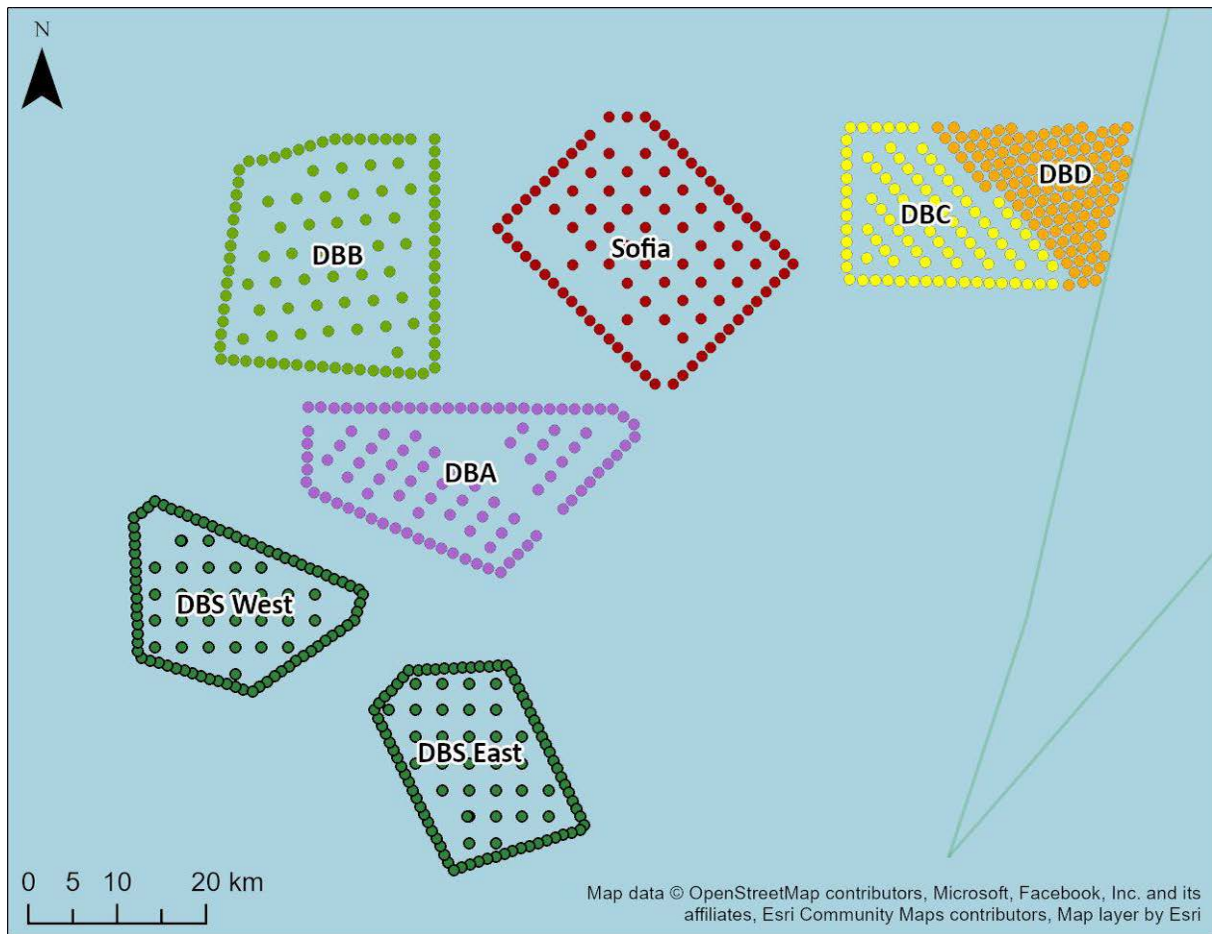 N
DBD
DBC
Sofia
DBB
DBA
DBS West
DBS East
0 5 10 20 km
Map data © OpenStreetMap contributors, Microsoft, Facebook, Inc. and its
affiliates, Esri Community Maps contributors, Map layer by Esri